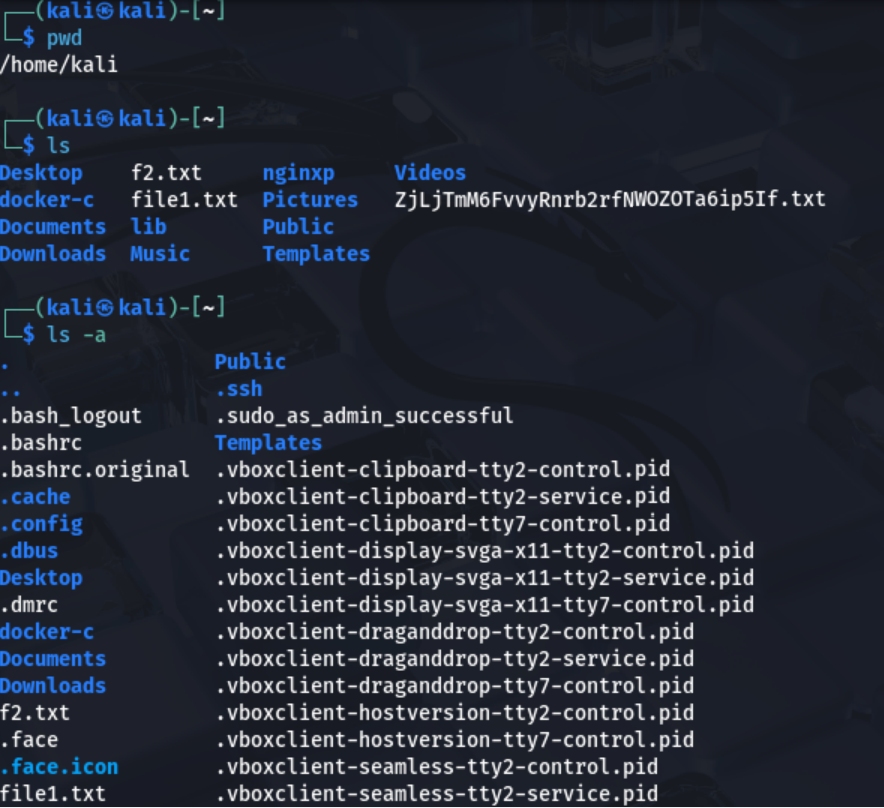 ┌──(kali㉿kali)-[~]
└─$ pwd
/home/kali
┌──(kali㉿kali)-[~]
└─$ ls
Desktop    f2.txt     nginxp     Videos
docker-c   file1.txt  Pictures   ZjLjTmM6FvvyRnrb2rfNWOZOTa6ip5If.txt
Documents  lib        Public
Downloads  Music      Templates
┌──(kali㉿kali)-[~]
└─$ ls -a
.                 Public
..                .ssh
.bash_logout      .sudo_as_admin_successful
.bashrc           Templates
.bashrc.original  .vboxclient-clipboard-tty2-control.pid
.cache            .vboxclient-clipboard-tty2-service.pid
.config           .vboxclient-clipboard-tty7-control.pid
.dbus             .vboxclient-display-svga-x11-tty2-control.pid
Desktop           .vboxclient-display-svga-x11-tty2-service.pid
.dmrc             .vboxclient-display-svga-x11-tty7-control.pid
docker-c          .vboxclient-draganddrop-tty2-control.pid
Documents         .vboxclient-draganddrop-tty2-service.pid
Downloads         .vboxclient-draganddrop-tty7-control.pid
f2.txt            .vboxclient-hostversion-tty2-control.pid
.face             .vboxclient-hostversion-tty7-control.pid
.face.icon        .vboxclient-seamless-tty2-control.pid
file1.txt         .vboxclient-seamless-tty2-service.pid